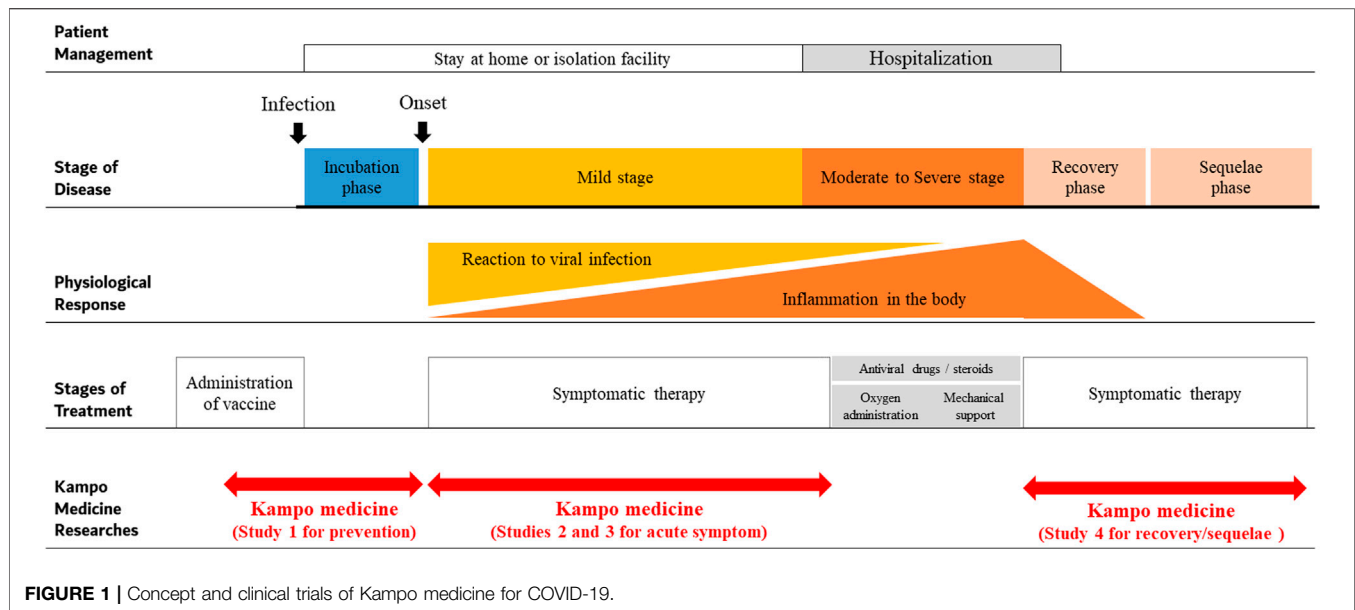 Patient
Management
Stay at home or isolation facility
Hospitalization
Infection
Onset
Stage of
Disease
Incubation
phase
Mild stage
Moderate to Severe stage
Recovery
phase
Sequelae
phase
Physiological
Response
Reaction to viral infection
Inflammation in the body
Stages of
Treatment
Administration
of vaccine
Symptomatic therapy
Antiviral drugs / steroids
Oxygen
administration
Mechanical
support
Symptomatic therapy
Kampo
Medicine
Researches
Kampo medicine
(Study 1 for prevention)
Kampo medicine
(Studies 2 and 3 for acute symptom)
Kampo medicine
(Study 4 for recovery/sequelae )
FIGURE 1 | Concept and clinical trials of Kampo medicine for COVID-19.